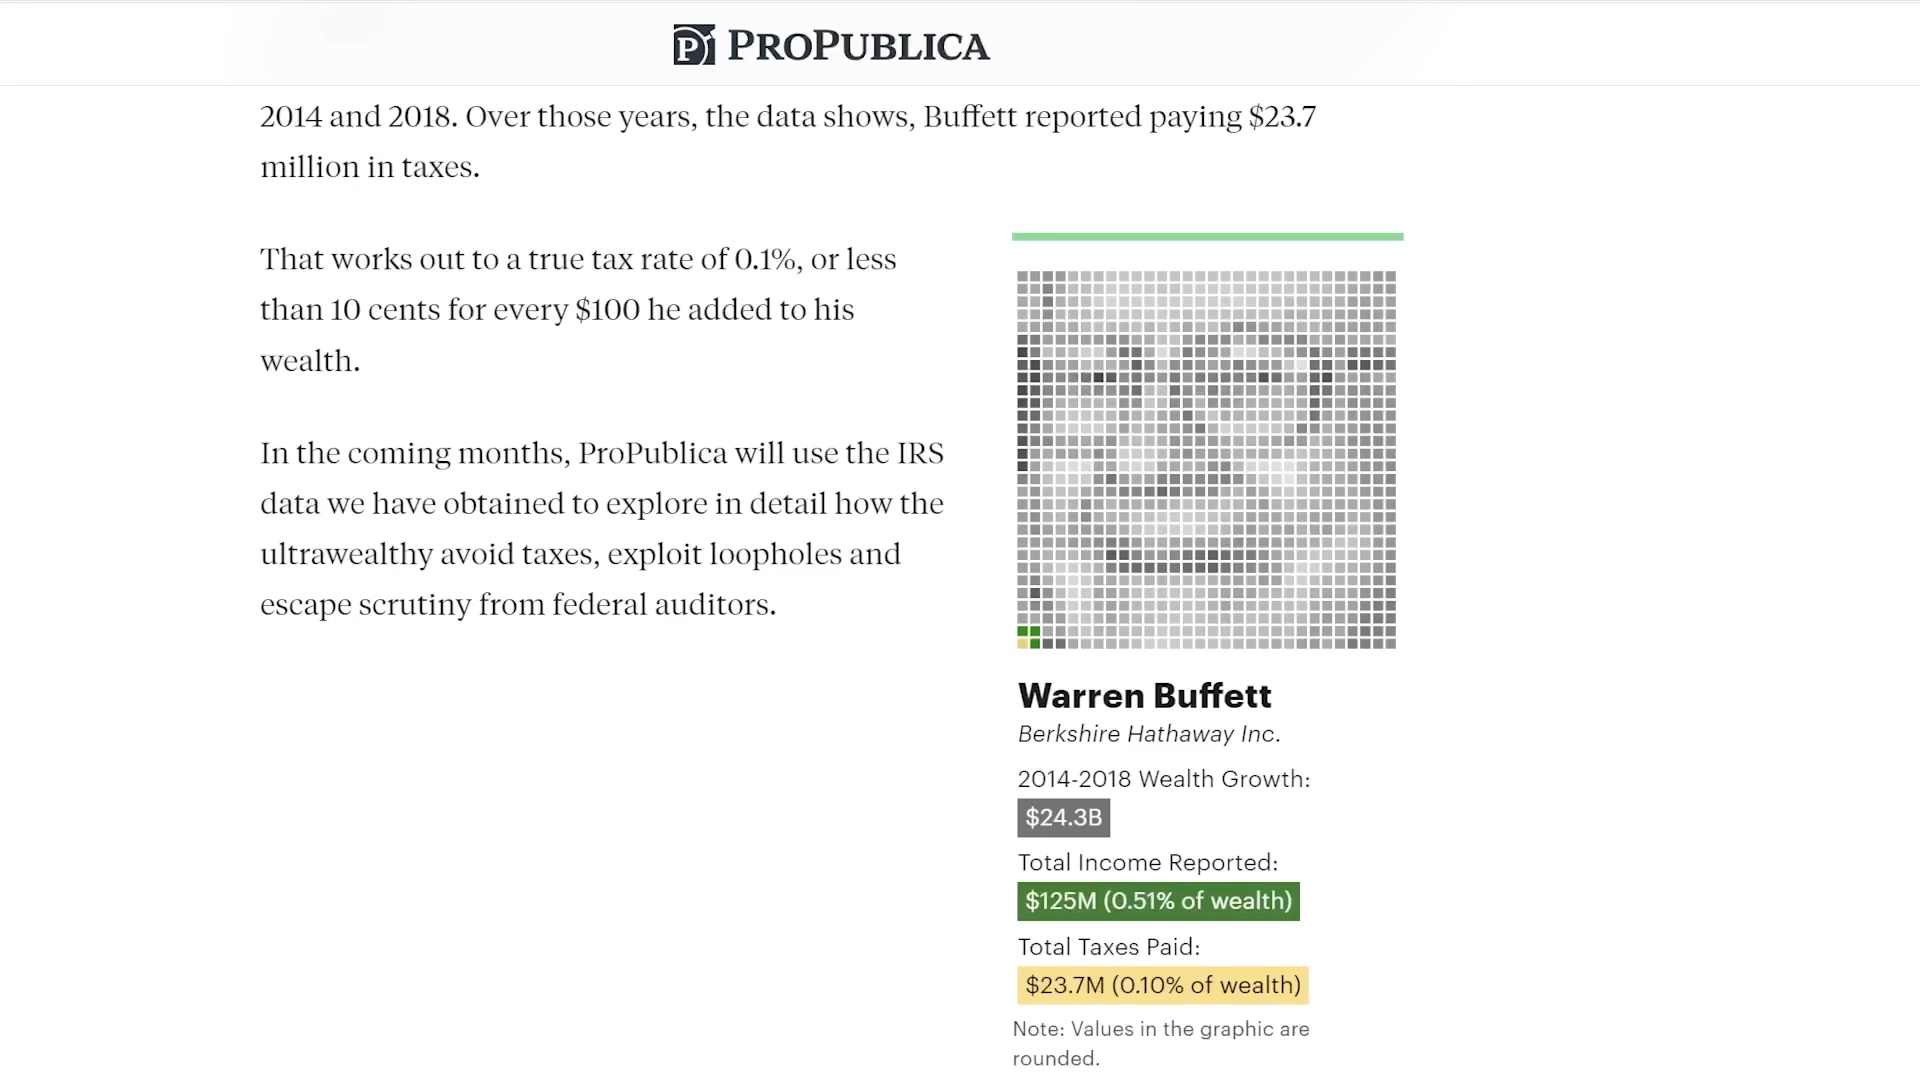 ProPublica
2014 and 2018. Over those years, the data shows, Buffett reported paying $23.7
million in taxes.
That works out to a true tax rate of 0.1%, or less
than 10 cents for every $100 he added to his
wealth.
In the coming months, ProPublica will use the IRS
data we have obtained to explore in detail how the
ultrawealthy avoid taxes, exploit loopholes and
escape scrutiny from federal auditors.
Warren Buffett
Berkshire Hathaway Inc.
2014-2018 Wealth Growth:
$24.3B
Total Income Reported:
$125M (0.51% of wealth)
Total Taxes Paid:
$23.7M (0.10% of wealth)
Note: Values in the graphic are
rounded.